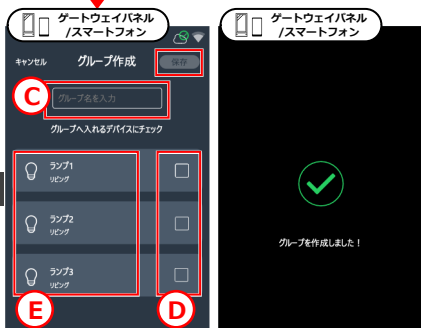 ゲートウェイパネル
/スマートフォン
キャンセル
グループ作成
保存
C
グループ名を入力
グループへ入れるデバイスにチェック
ランプ1
リビング
ランプ2
リビング
ランプ3
リビング
E
D
ゲートウェイパネル
/スマートフォン
グループを作成しました！